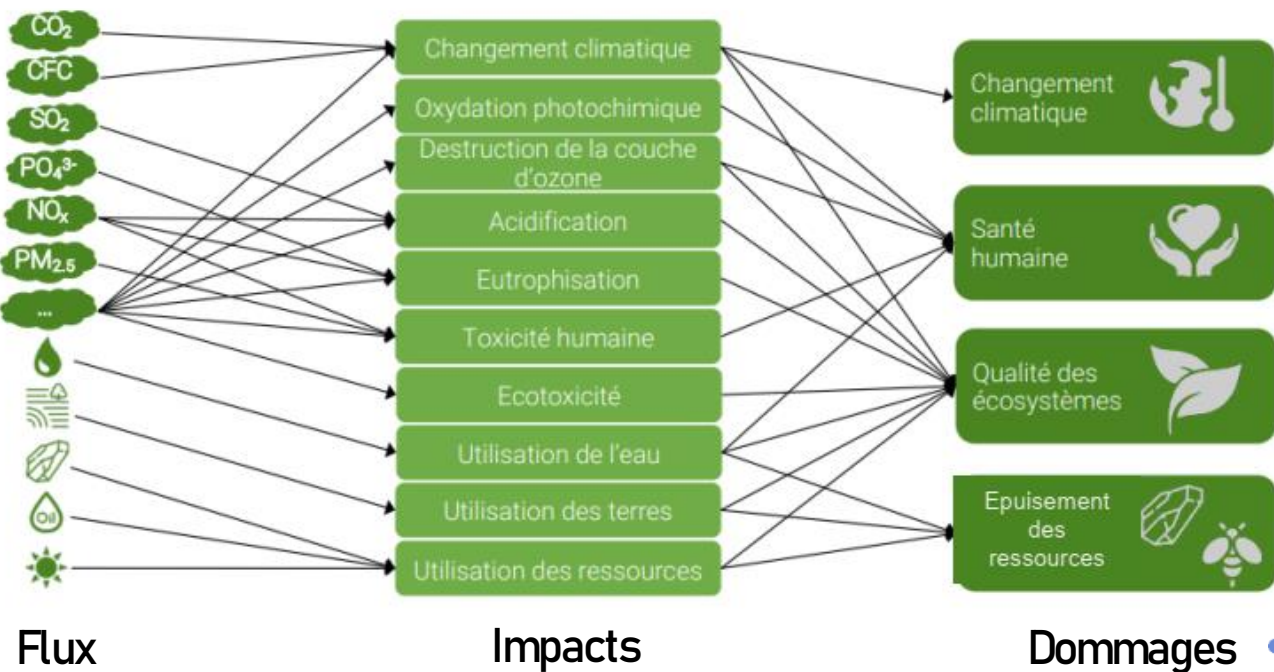 CO₂
CFC
SO₂
PO₄³⁻
NOₓ
PM₂.₅
...
Oil
Changement climatique
Oxydation photochimique
Destruction de la couche
d'ozone
Acidification
Eutrophisation
Toxicité humaine
Ecotoxicité
Utilisation de l'eau
Utilisation des terres
Utilisation des ressources
Changement
climatique
Santé
humaine
Qualité des
écosystèmes
Epuisement
des
ressources
Flux
Impacts
Dommages